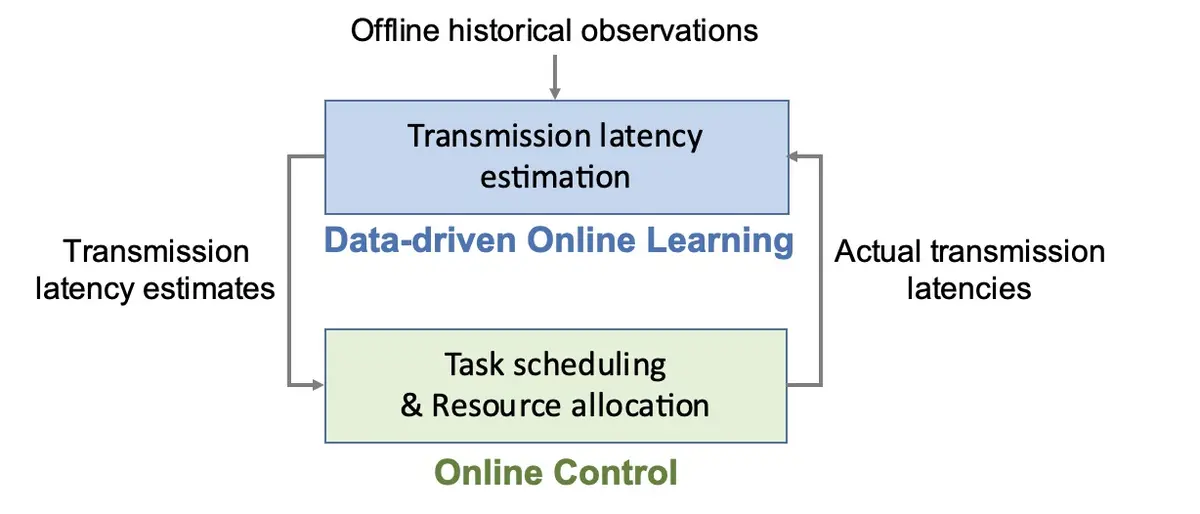 Offline historical observations
Transmission latency
estimation
Data-driven Online Learning
Transmission
latency estimates
Actual transmission
latencies
Task scheduling
& Resource allocation
Online Control